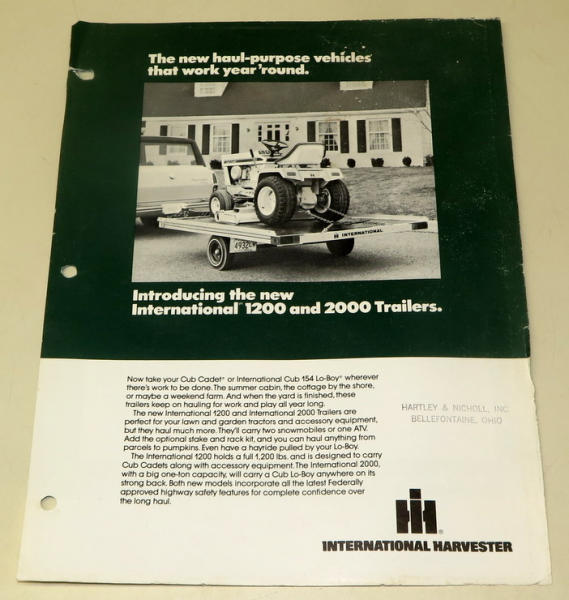 The new haul-purpose vehicles
that work year 'round.
INTERNATIONAL
4932
Introducing the new
International™ 1200 and 2000 Trailers.
Now take your Cub Cadet® or International Cub 154 Lo-Boy® wherever
there's work to be done. The summer cabin, the cottage by the shore,
or maybe a weekend farm. And when the yard is finished, these
trailers keep on hauling for work and play all year long.
The new International 1200 and International 2000 Trailers are
perfect for your lawn and garden tractors and accessory equipment,
but they haul much more. They'll carry two snowmobiles or one ATV.
Add the optional stake and rack kit, and you can haul anything from
parcels to pumpkins. Even have a hayride pulled by your Lo-Boy.
The International 1200 holds a full 1,200 lbs. and is designed to carry
Cub Cadets along with accessory equipment. The International 2000,
with a big one-ton capacity, will carry a Cub Lo-Boy anywhere on its
strong back. Both new models incorporate all the latest Federally
approved highway safety features for complete confidence over
the long haul.
HARTLEY & NICHOLL, INC
BELLEFONTAINE, OHIO
INTERNATIONAL HARVESTER